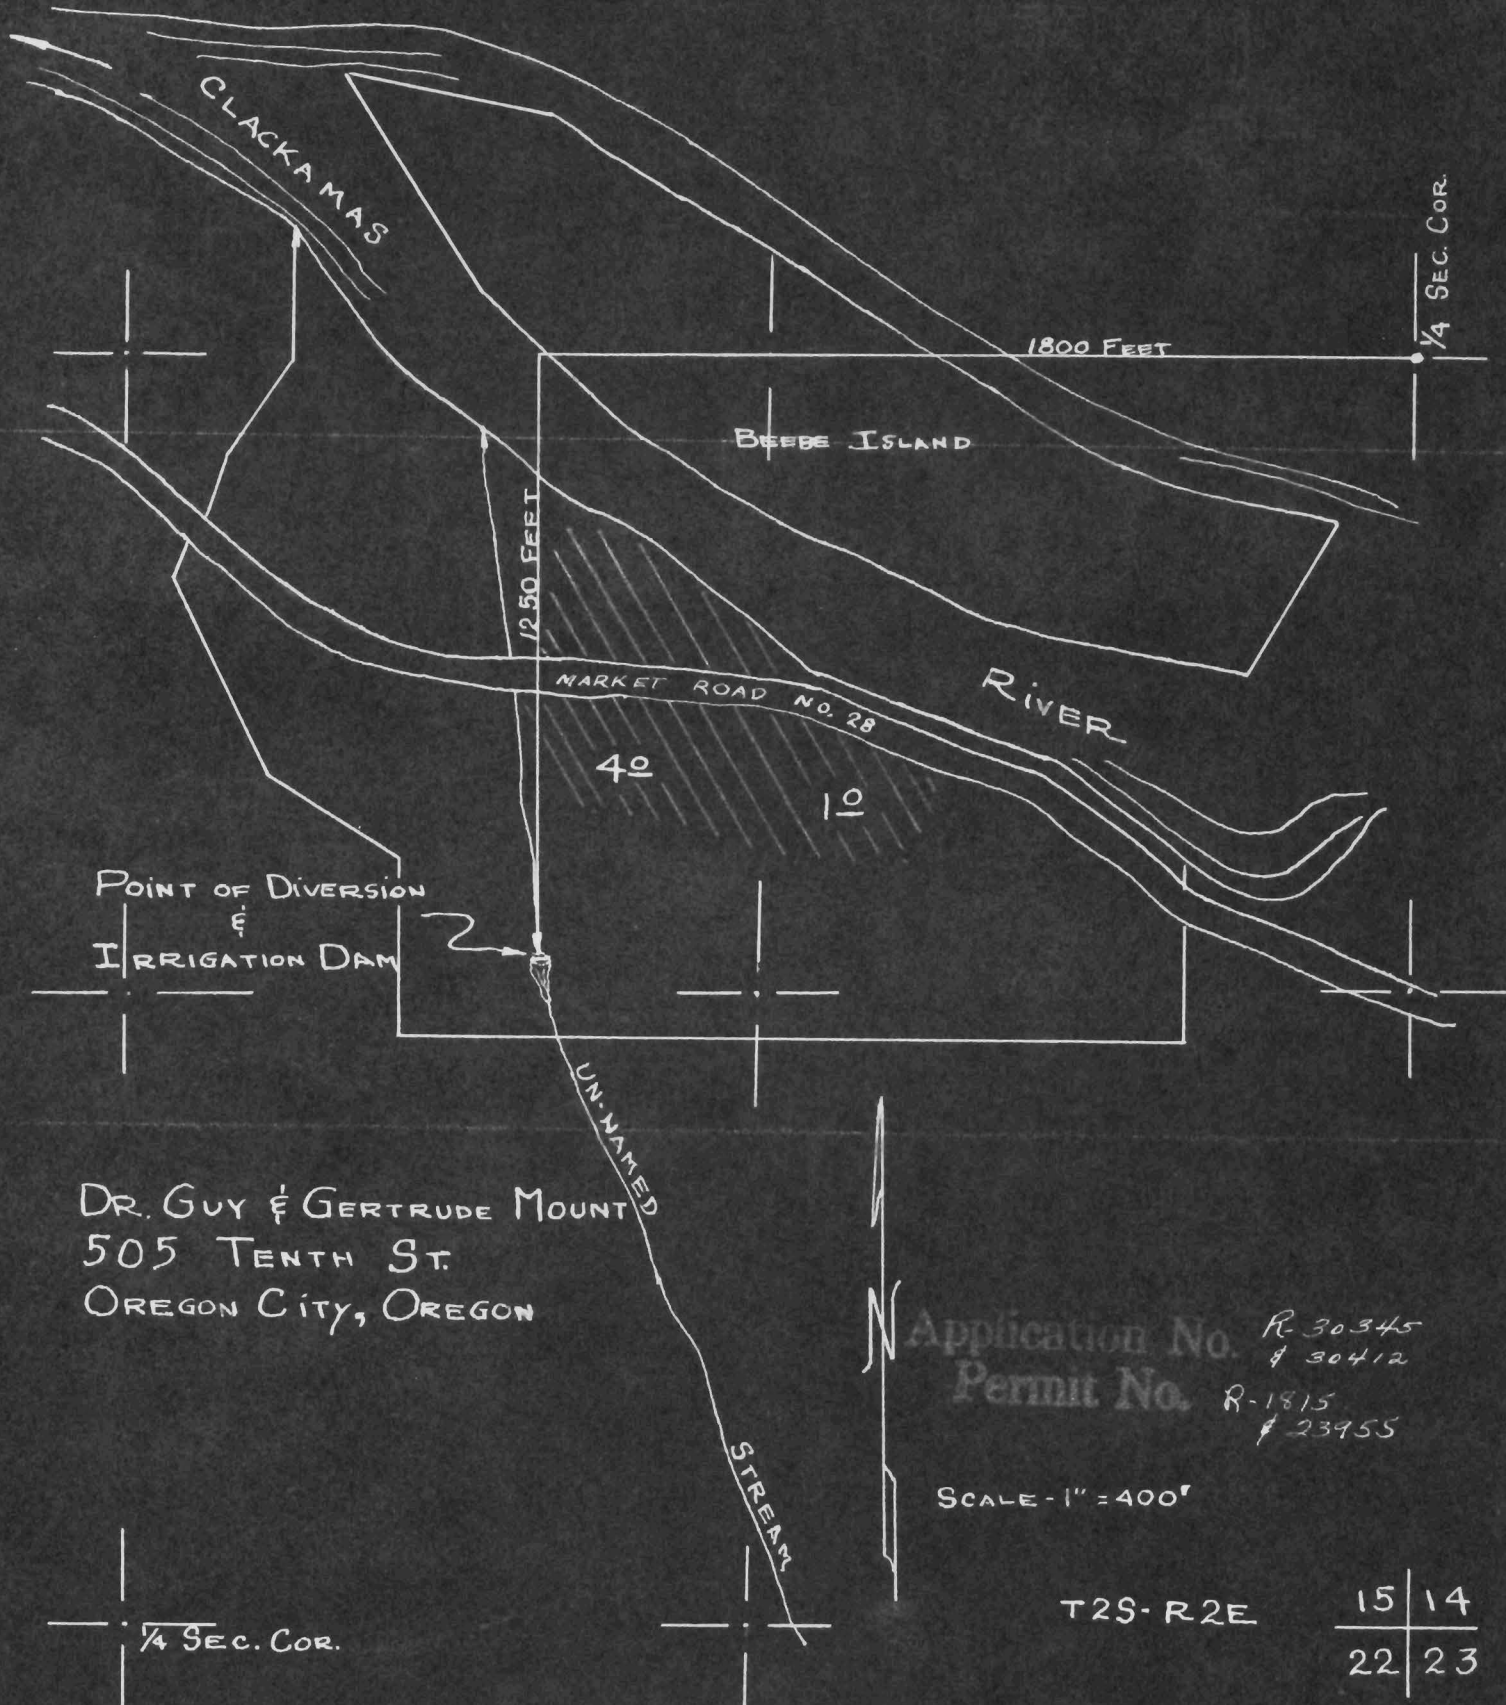 CLACKAMAS
¼ SEC. COR.
1800 FEET
BEEBE ISLAND
1250 FEET
MARKET ROAD NO. 28
RIVER
4º
1º
POINT OF DIVERSION
&
IRRIGATION DAM
UN-NAMED
STREAM
DR. GUY & GERTRUDE MOUNT
505 TENTH ST.
OREGON CITY, OREGON
N
Application No. R-30345
& 30412
Permit No. R-1815
& 23955
SCALE - 1" = 400'
T2S - R2E
15 14
22 23
¼ SEC. COR.